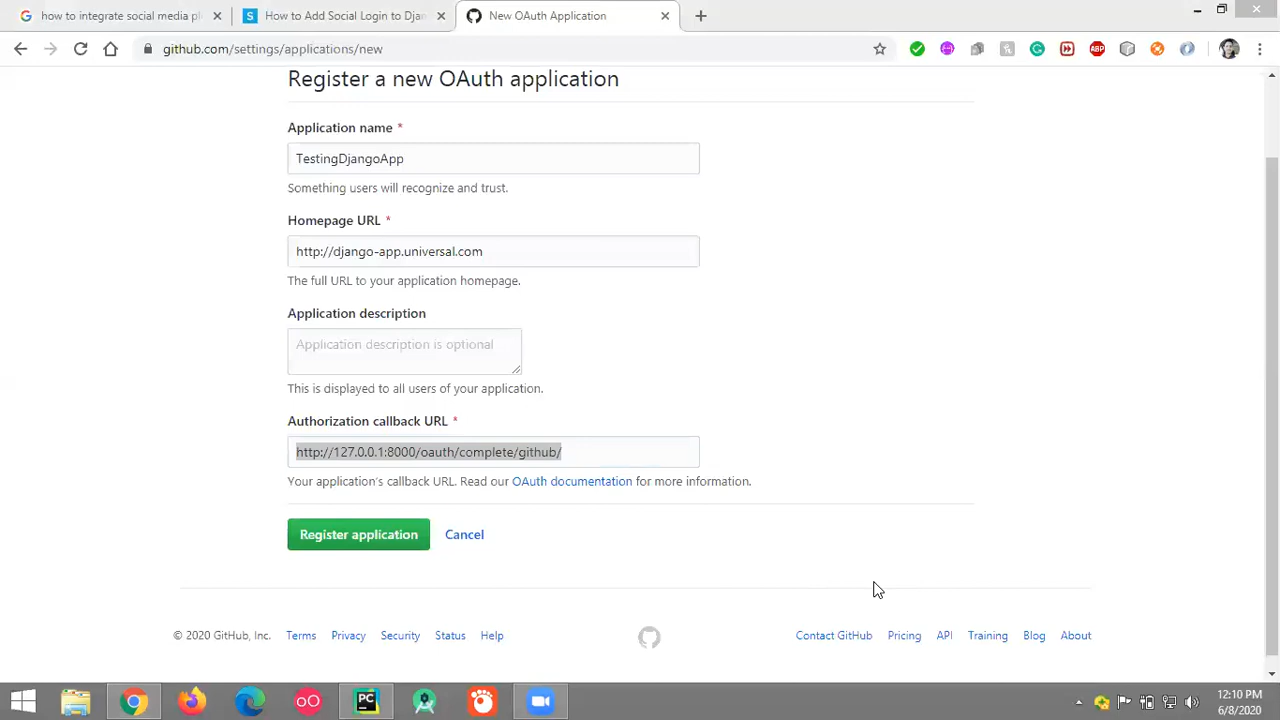 how to integrate social media pl
How to Add Social Login to Djan
New OAuth Application
github.com/settings/applications/new
ABP
Register a new OAuth application
Application name *
TestingDjangoApp
Something users will recognize and trust.
Homepage URL *
http://django-app.universal.com
The full URL to your application homepage.
Application description
Application description is optional
This is displayed to all users of your application.
Authorization callback URL *
http://127.0.0.1:8000/oauth/complete/github/
Your application's callback URL. Read our OAuth documentation for more information.
Register application
Cancel
© 2020 GitHub, Inc.
Terms
Privacy
Security
Status
Help
Contact GitHub
Pricing
API
Training
Blog
About
PC
12:10 PM
6/8/2020